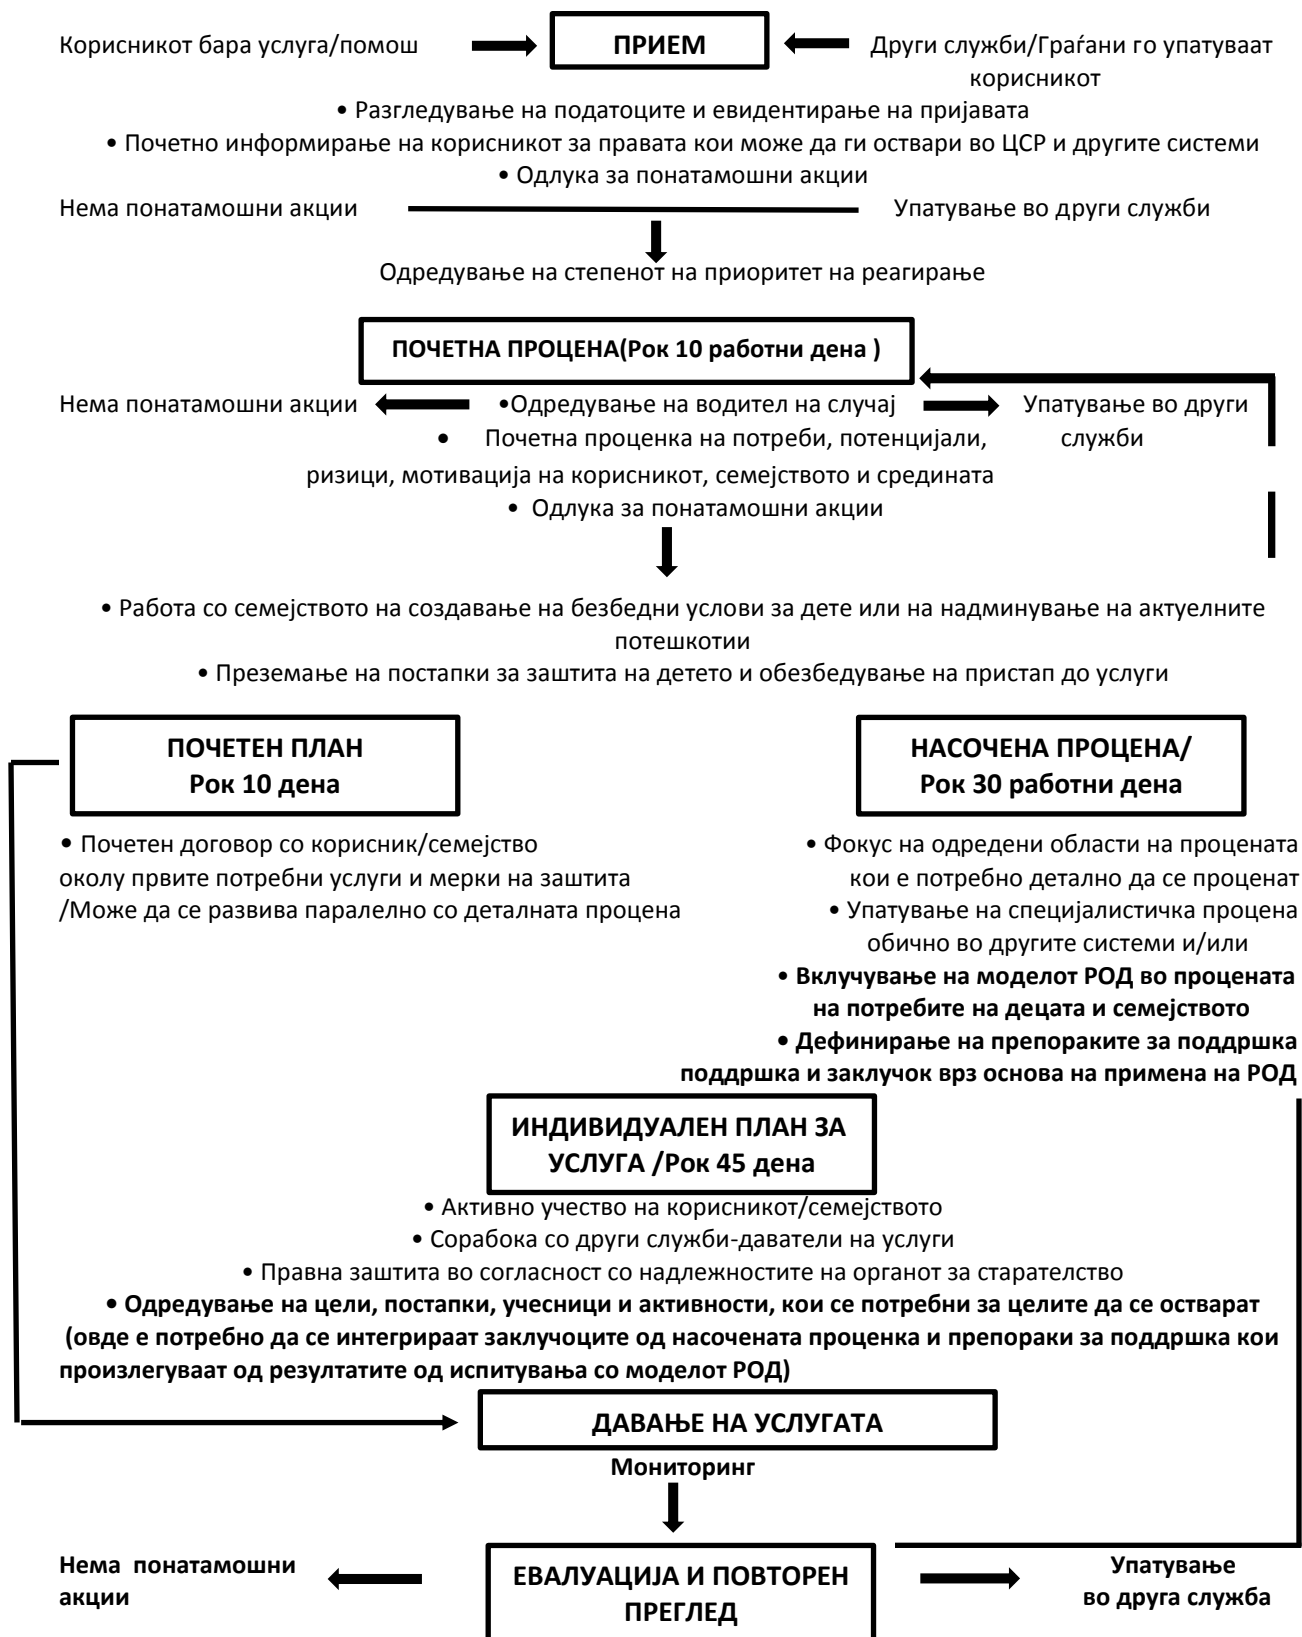 Корисникот бара услуга/помош
ПРИЕМ
Други служби/Граѓани го упатуваат
корисникот
• Разгледување на податоците и евидентирање на пријавата
• Почетно информирање на корисникот за правата кои може да ги оствари во ЦСР и другите системи
• Одлука за понатамошни акции
Нема понатамошни акции
Упатување во други служби
Одредување на степенот на приоритет на реагирање
ПОЧЕТНА ПРОЦЕНА(Рок 10 работни дена )
Нема понатамошни акции
•Одредување на водител на случај
Упатување во други
служби
• Почетна проценка на потреби, потенцијали,
ризици, мотивација на корисникот, семејството и средината
• Одлука за понатамошни акции
• Работа со семејството на создавање на безбедни услови за дете или на надминување на актуелните
потешкотии
• Преземање на постапки за заштита на детето и обезбедување на пристап до услуги
ПОЧЕТЕН ПЛАН
Рок 10 дена
НАСОЧЕНА ПРОЦЕНА/
Рок 30 работни дена
• Почетен договор со корисник/семејство
околу првите потребни услуги и мерки на заштита
/Може да се развива паралелно со деталната процена
• Фокус на одредени области на процената
кои е потребно детално да се проценат
• Упатување на специјалистичка процена
обично во другите системи и/или
• Вклучување на моделот РОД во процената
на потребите на децата и семејството
• Дефинирање на препораките за поддршка
поддршка и заклучок врз основа на примена на РОД
ИНДИВИДУАЛЕН ПЛАН ЗА
УСЛУГА /Рок 45 дена
• Активно учество на корисникот/семејството
• Сорабока со други служби-даватели на услуги
• Правна заштита во согласност со надлежностите на органот за старателство
• Одредување на цели, постапки, учесници и активности, кои се потребни за целите да се остварат
(овде е потребно да се интегрираат заклучоците од насочената проценка и препораки за поддршка кои
произлегуваат од резултатите од испитувања со моделот РОД)
ДАВАЊЕ НА УСЛУГАТА
Мониторинг
Нема понатамошни
акции
ЕВАЛУАЦИЈА И ПОВТОРЕН
ПРЕГЛЕД
Упатување
во друга служба